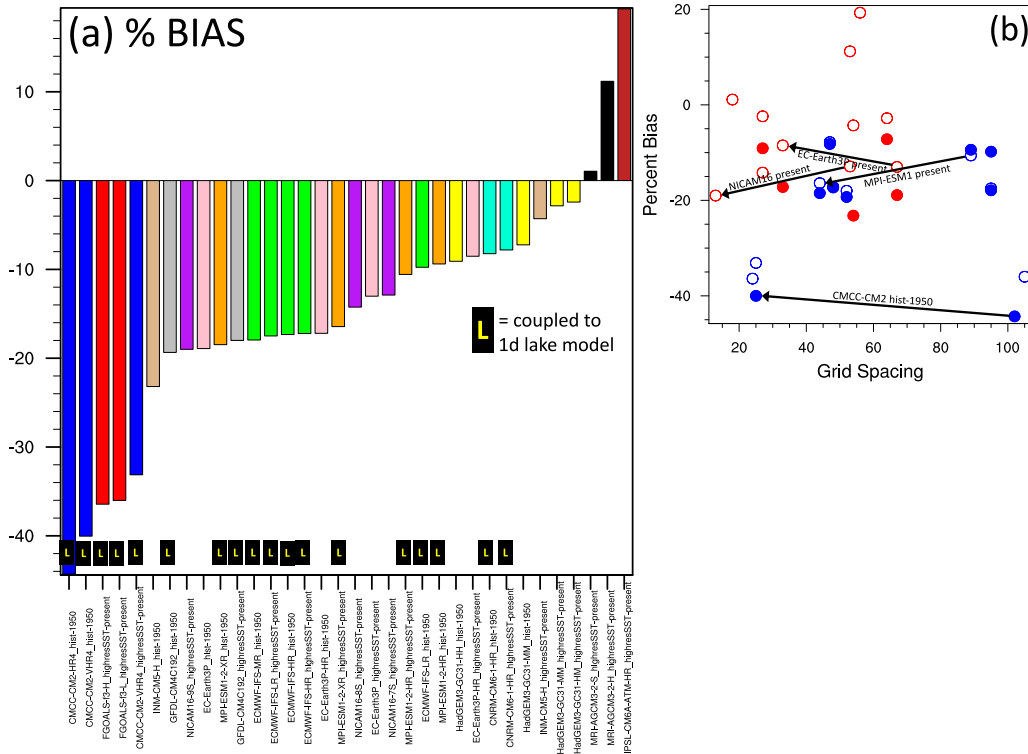 (a) % BIAS
10
0
-10
-20
-30
-40
L = coupled to
1d lake model
L L L L L L L L L L L L L L L L L L
CMCC-CM2-HR4_hist-1950
CMCC-CM2-VHR4_hist-1950
FGOALS-f3-H_highresSST-present
FGOALS-f3-L_highresSST-present
CMCC-CM2-VHR4_highresSST-present
INM-CM5-H_hist-1950
GFDL-CM4C192_hist-1950
NICAM16-9S_highresSST-present
EC-Earth3P_hist-1950
MPI-ESM1-2-XR_hist-1950
GFDL-CM4C192_highresSST-present
ECMWF-IFS-MR_hist-1950
ECMWF-IFS-LR_highresSST-present
ECMWF-IFS-HR_hist-1950
ECMWF-IFS-HR_highresSST-present
EC-Earth3P-HR_hist-1950
MPI-ESM1-2-XR_highresSST-present
NICAM16-8S_highresSST-present
EC-Earth3P_highresSST-present
NICAM16-7S_highresSST-present
MPI-ESM1-2-HR_highresSST-present
ECMWF-IFS-LR_hist-1950
MPI-ESM1-2-HR_hist-1950
HadGEM3-GC31-HH_hist-1950
EC-Earth3P-HR_highresSST-present
CNRM-CM6-1-HR_hist-1950
CNRM-CM6-1-HR_highresSST-present
HadGEM3-GC31-MM_hist-1950
INM-CM5-H_highresSST-present
HadGEM3-GC31-MM_highresSST-present
HadGEM3-GC31-HM_highresSST-present
MRI-AGCM3-2-S_highresSST-present
MRI-AGCM3-2-H_highresSST-present
IPSL-CM6A-ATM-HR_highresSST-present
(b)
Percent Bias
20
0
-20
-40
EC-Earth3P present
NICAM16 present
MPI-ESM1 present
CMCC-CM2 hist-1950
20 40 60 80 100
Grid Spacing